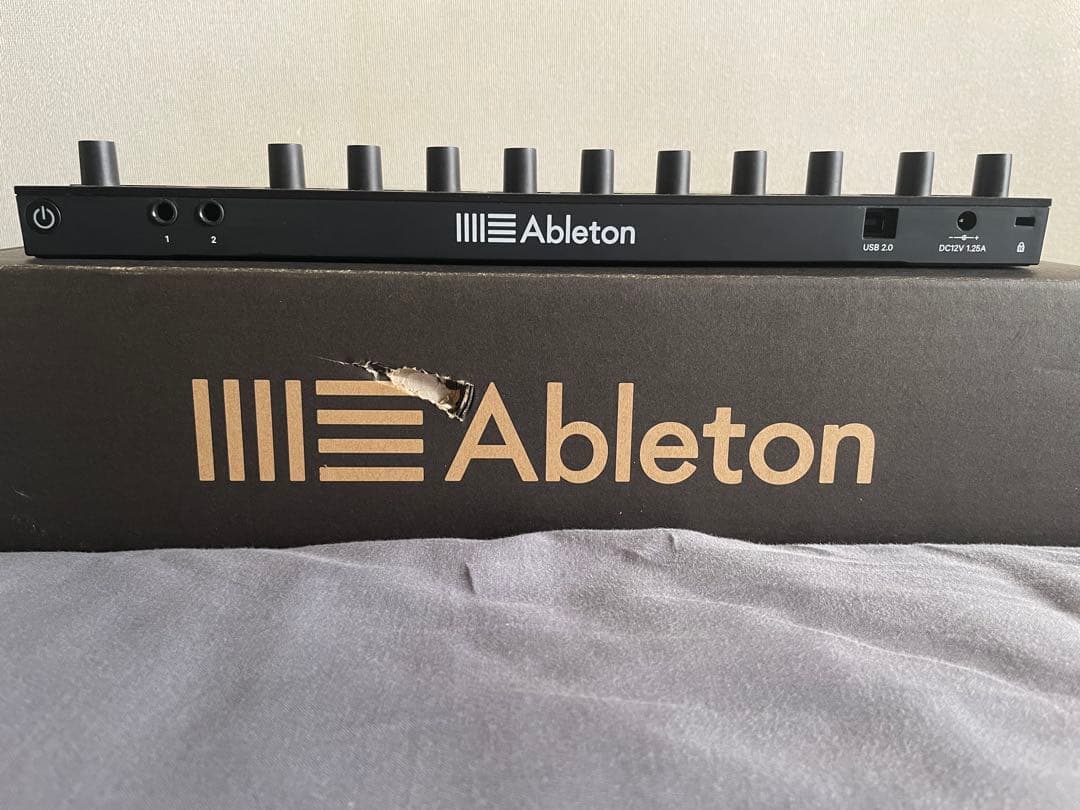 Ableton
1
2
USB 2.0
DC12V 1.25A
Ableton